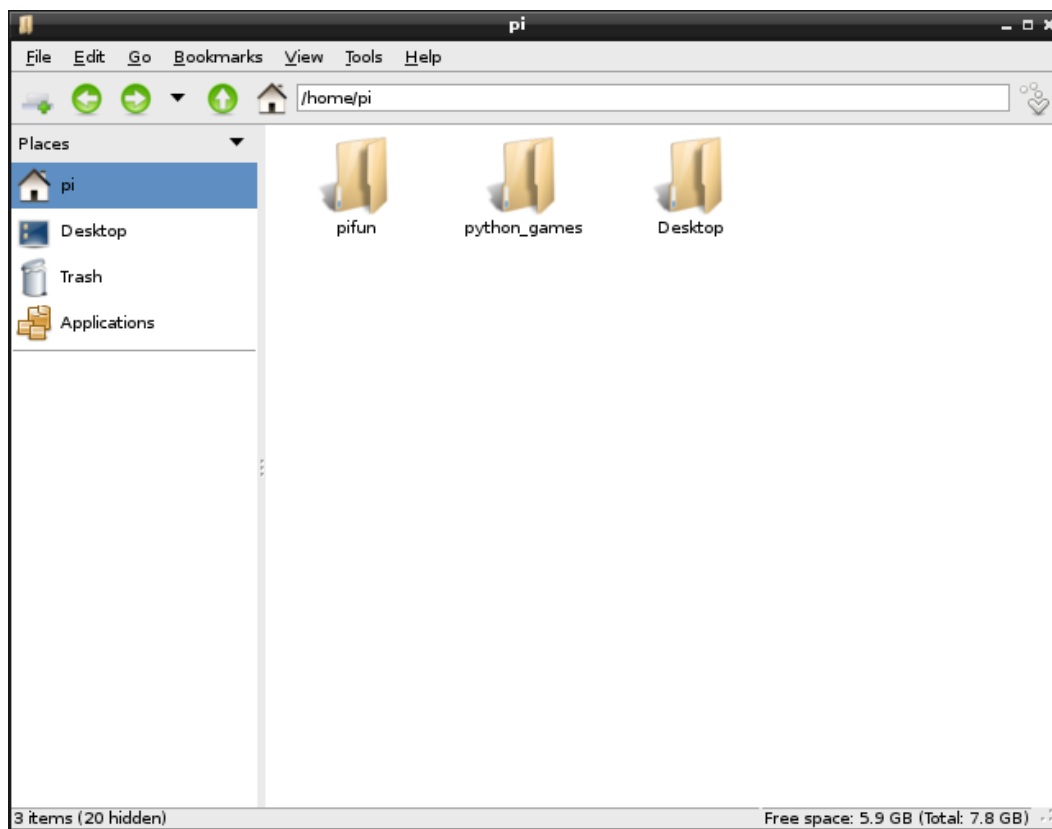 pi
File Edit Go Bookmarks View Tools Help
/home/pi
Places
pi
Desktop
Trash
Applications
pifun python_games Desktop
3 items (20 hidden) Free space: 5.9 GB (Total: 7.8 GB)